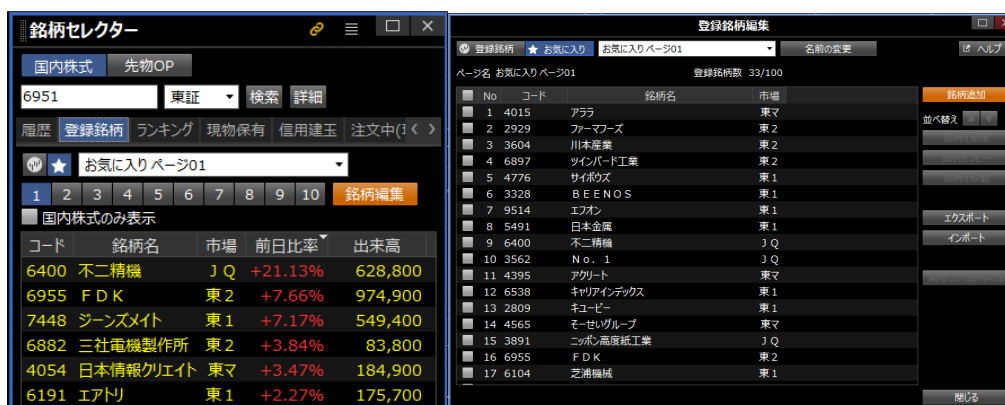 銘柄セレクター
国内株式 先物OP
6951 東証 検索 詳細
履歴 登録銘柄 ランキング 現物保有 信用建玉
お気に入り ページ01
1 2 3 4 5 6 7 8 9 10 銘柄編集
国内株式のみ表示
コード 銘柄名 市場 前日比率 出来高
6400 不二精機 JQ +21.13% 628,800
6955 FDK 東2 +7.66% 974,900
7448 ジーンズメイト 東1 +7.17% 549,400
6882 三社電機製作所 東2 +3.84% 83,800
4054 日本情報クリエイト 東マ +3.47% 184,900
6191 エアトリ 東1 +2.27% 175,700
登録銘柄編集
登録銘柄 お気に入り お気に入り ページ01 名前の変更 ヘルプ
ページ名 お気に入り ページ01 登録銘柄数 33/100
No コード 銘柄名 市場 銘柄追加
1 4015 アララ 東マ
並べ替え
2 2929 ファーマフーズ 東2
3 3604 川本産業 東2
4 6897 ツインバード工業 東2
5 4776 サイボウズ 東1
6 3328 BEENOS 東1
7 9514 エフオン 東1
エクスポート
8 5491 日本金属 東1
インポート
9 6400 不二精機 JQ
10 3562 No.1 JQ
11 4395 アクリート 東マ
12 6538 キャリアインデックス 東1
13 2809 キユーピー 東1
14 4565 そーせいグループ 東マ
15 3891 ニッポン高度紙工業 JQ
16 6955 FDK 東2
17 6104 芝浦機械 東1
閉じる